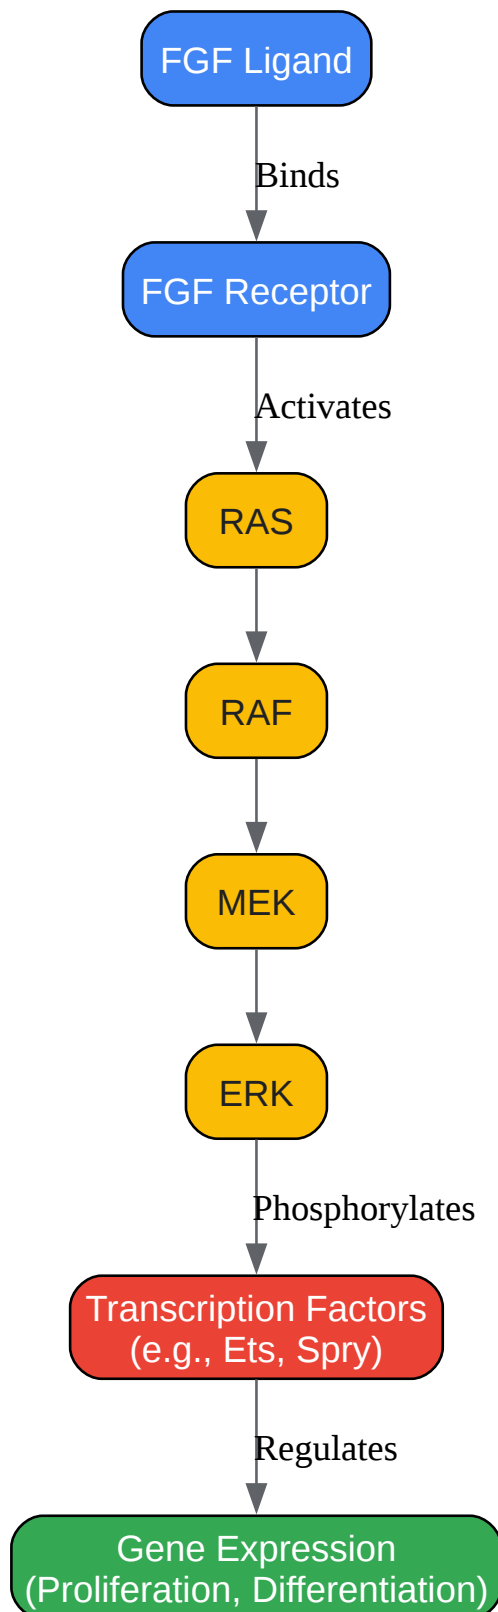 FGF Ligand
Binds
FGF Receptor
Activates
RAS
RAF
MEK
ERK
Phosphorylates
Transcription Factors
(e.g., Ets, Spry)
Regulates
Gene Expression
(Proliferation, Differentiation)